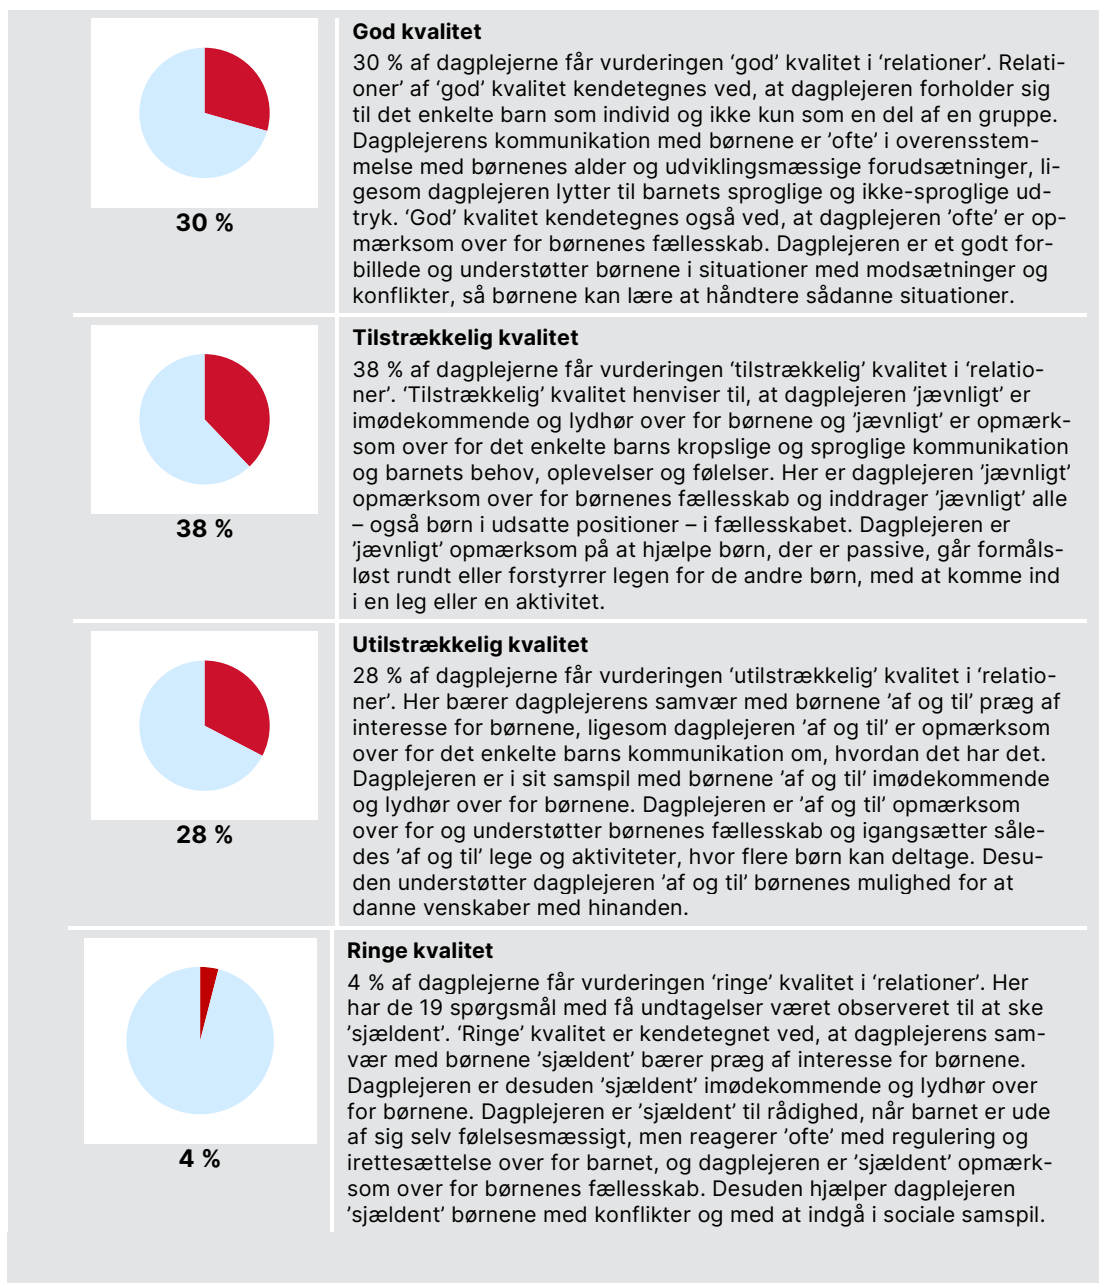 God kvalitet
30 % af dagplejerne får vurderingen ‘god’ kvalitet i ‘relationer’. Relati-
oner’ af ‘god’ kvalitet kendetegnes ved, at dagplejeren forholder sig
til det enkelte barn som individ og ikke kun som en del af en gruppe.
Dagplejerens kommunikation med børnene er ’ofte’ i overensstem-
melse med børnenes alder og udviklingsmæssige forudsætninger, li-
gesom dagplejeren lytter til barnets sproglige og ikke-sproglige ud-
tryk. ‘God’ kvalitet kendetegnes også ved, at dagplejeren ’ofte’ er op-
mærksom over for børnenes fællesskab. Dagplejeren er et godt for-
billede og understøtter børnene i situationer med modsætninger og
konflikter, så børnene kan lære at håndtere sådanne situationer.
30 %
Tilstrækkelig kvalitet
38 % af dagplejerne får vurderingen ‘tilstrækkelig’ kvalitet i ‘relatio-
ner’. ‘Tilstrækkelig’ kvalitet henviser til, at dagplejeren ’jævnligt’ er
imødekommende og lydhør over for børnene og ’jævnligt’ er opmærk-
som over for det enkelte barns kropslige og sproglige kommunikation
og barnets behov, oplevelser og følelser. Her er dagplejeren ’jævnligt’
opmærksom over for børnenes fællesskab og inddrager ’jævnligt’ alle
– også børn i udsatte positioner – i fællesskabet. Dagplejeren er
’jævnligt’ opmærksom på at hjælpe børn, der er passive, går formåls-
løst rundt eller forstyrrer legen for de andre børn, med at komme ind
i en leg eller en aktivitet.
38 %
Utilstrækkelig kvalitet
28 % af dagplejerne får vurderingen ‘utilstrækkelig’ kvalitet i ‘relatio-
ner’. Her bærer dagplejerens samvær med børnene ’af og til’ præg af
interesse for børnene, ligesom dagplejeren ’af og til’ er opmærksom
over for det enkelte barns kommunikation om, hvordan det har det.
Dagplejeren er i sit samspil med børnene ’af og til’ imødekommende
og lydhør over for børnene. Dagplejeren er ’af og til’ opmærksom
over for og understøtter børnenes fællesskab og igangsætter såle-
des ’af og til’ lege og aktiviteter, hvor flere børn kan deltage. Desu-
den understøtter dagplejeren ’af og til’ børnenes mulighed for at
danne venskaber med hinanden.
28 %
Ringe kvalitet
4 % af dagplejerne får vurderingen ‘ringe’ kvalitet i ‘relationer’. Her
har de 19 spørgsmål med få undtagelser været observeret til at ske
’sjældent’. ‘Ringe’ kvalitet er kendetegnet ved, at dagplejerens sam-
vær med børnene ’sjældent’ bærer præg af interesse for børnene.
Dagplejeren er desuden ’sjældent’ imødekommende og lydhør over
for børnene. Dagplejeren er ’sjældent’ til rådighed, når barnet er ude
af sig selv følelsesmæssigt, men reagerer ’ofte’ med regulering og
irettesættelse over for barnet, og dagplejeren er ’sjældent’ opmærk-
som over for børnenes fællesskab. Desuden hjælper dagplejeren
’sjældent’ børnene med konflikter og med at indgå i sociale samspil.
4 %